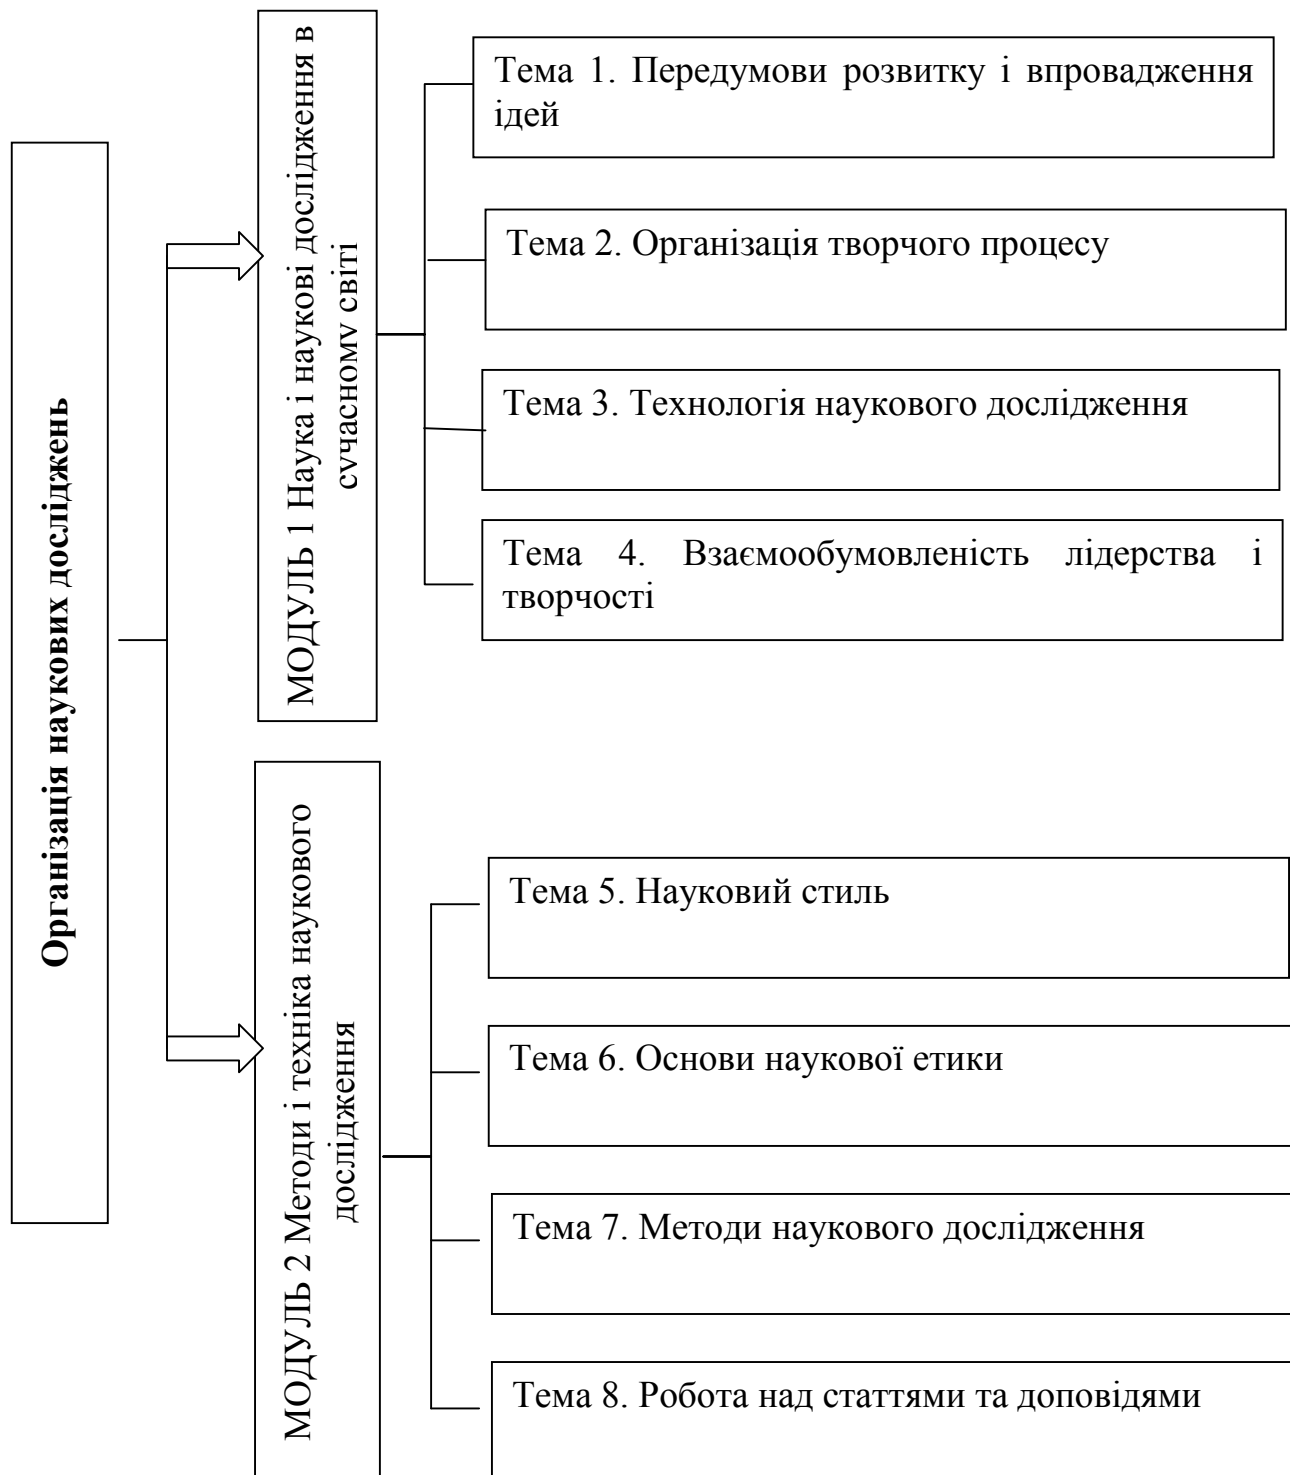 Організація наукових досліджень
МОДУЛЬ 1 Наука і наукові дослідження в
сучасному світі
Тема 1. Передумови розвитку і впровадження
ідей
Тема 2. Організація творчого процесу
Тема 3. Технологія наукового дослідження
Тема 4. Взаємообумовленість лідерства і
творчості
МОДУЛЬ 2 Методи і техніка наукового
дослідження
Тема 5. Науковий стиль
Тема 6. Основи наукової етики
Тема 7. Методи наукового дослідження
Тема 8. Робота над статтями та доповідями